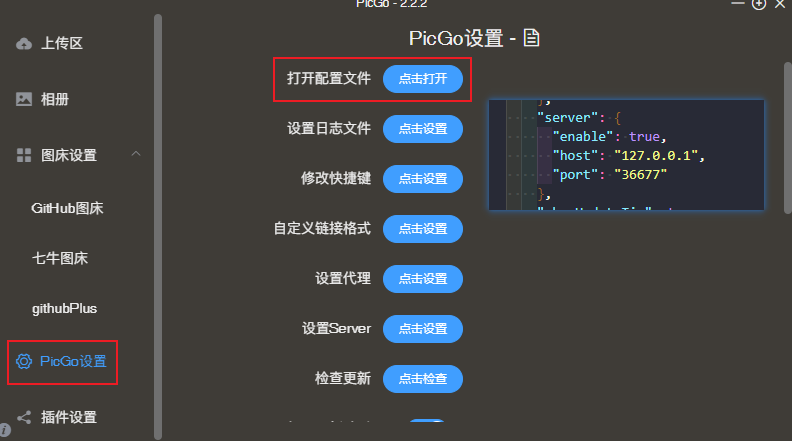 PicGo - 2.2.2
上传区
相册
图床设置
GitHub图床
七牛图床
githubPlus
PicGo设置
插件设置
PicGo设置 -
打开配置文件 点击打开
设置日志文件 点击设置
修改快捷键 点击设置
自定义链接格式 点击设置
设置代理 点击设置
设置Server 点击设置
检查更新 点击检查
},
"server": {
"enable": true,
"host": "127.0.0.1",
"port": "36677"
},